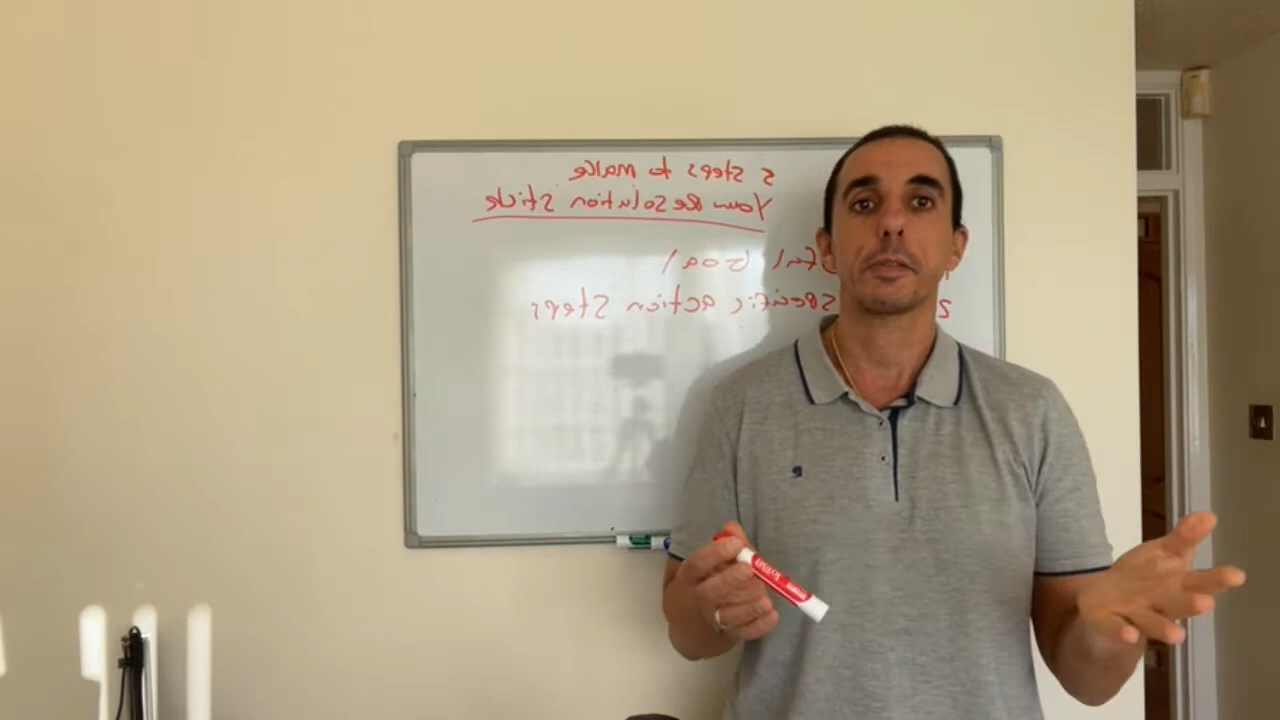 5 Steps to make
Your Resolution Stick
Goal
2 specific action steps